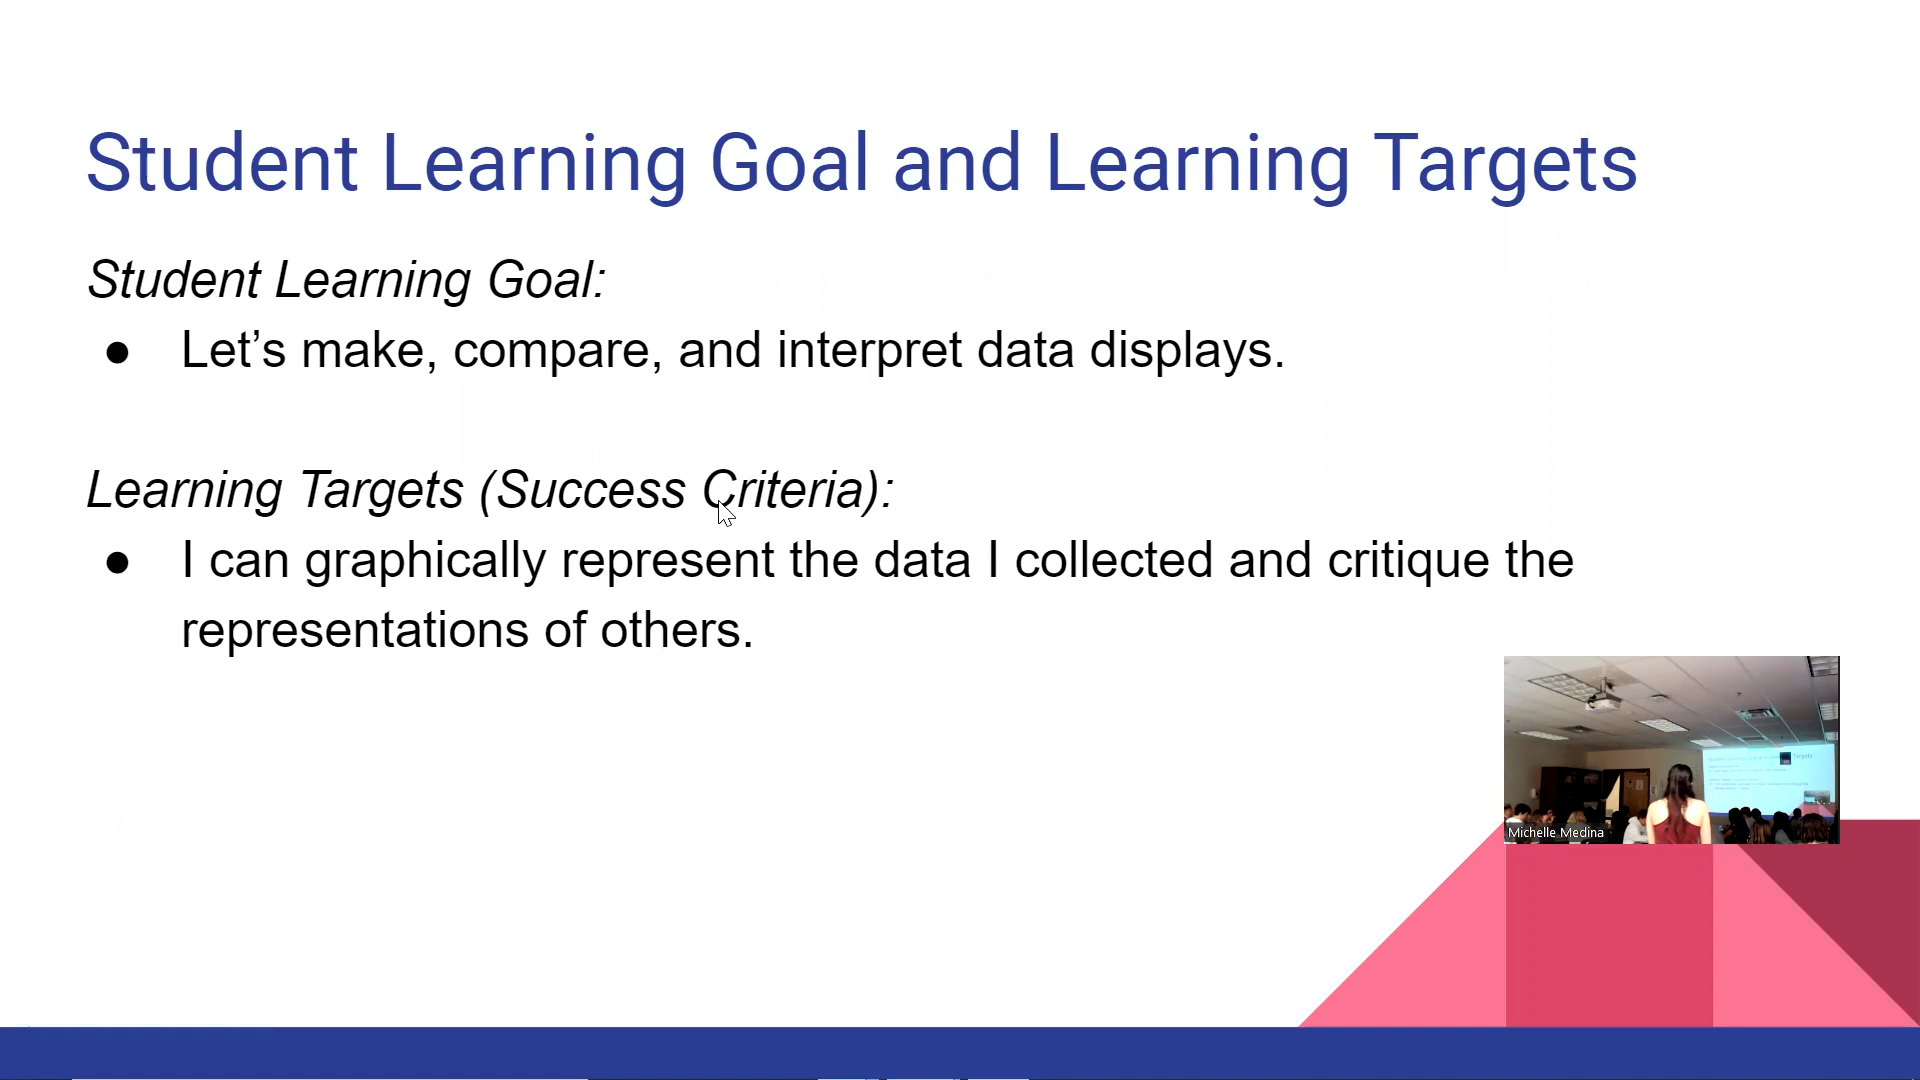 Student Learning Goal and Learning Targets
Student Learning Goal:
● Let’s make, compare, and interpret data displays.
Learning Targets (Success Criteria):
● I can graphically represent the data I collected and critique the
representations of others.
Michelle Medina